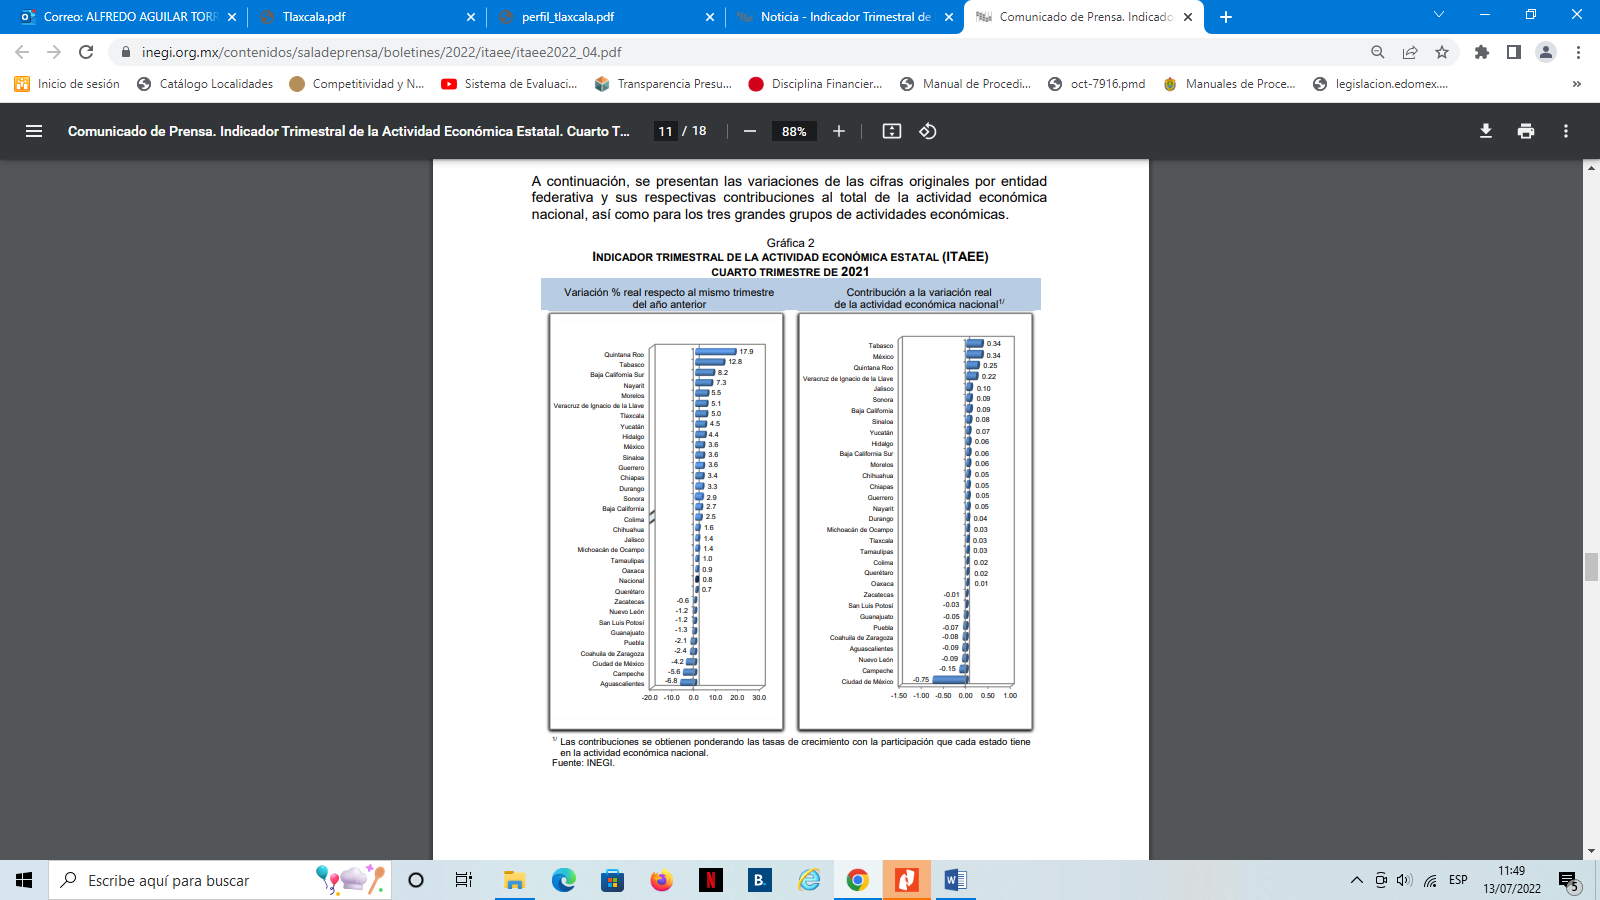 Correo: ALFREDO AGUILAR TORR
Tlaxcala.pdf
perfil_tlaxcala.pdf
Noticia - Indicador Trimestral de
Comunicado de Prensa. Indicado
inegi.org.mx/contenidos/saladeprensa/boletines/2022/itaee/itaee2022_04.pdf
Inicio de sesión
Catálogo Localidades
Competitividad y N...
Sistema de Evaluaci...
Transparencia Presu...
Disciplina Financier...
Manual de Procedi...
oct-7916.pmd
Manuales de Proce...
legislacion.edomex....
»
Comunicado de Prensa. Indicador Trimestral de la Actividad Económica Estatal. Cuarto T...
11 / 18
88%
A continuación, se presentan las variaciones de las cifras originales por entidad
federativa y sus respectivas contribuciones al total de la actividad económica
nacional, así como para los tres grandes grupos de actividades económicas.
Gráfica 2
INDICADOR TRIMESTRAL DE LA ACTIVIDAD ECONÓMICA ESTATAL (ITAEE)
CUARTO TRIMESTRE DE 2021
Variación % real respecto al mismo trimestre
del año anterior
Quintana Roo 17.9
Tabasco 12.8
Baja California Sur 8.2
Nayarit 7.3
Morelos 5.5
Veracruz de Ignacio de la Llave 5.1
Tlaxcala 5.0
Yucatán 4.5
Hidalgo 4.4
México 3.6
Sinaloa 3.6
Guerrero 3.6
Chiapas 3.4
Durango 3.3
Sonora 2.9
Baja California 2.7
Colima 2.5
Chihuahua 1.6
Jalisco 1.4
Michoacán de Ocampo 1.4
Tamaulipas 1.0
Oaxaca 0.9
Nacional 0.8
Querétaro 0.7
Zacatecas -0.6
Nuevo León -1.2
San Luis Potosí -1.2
Guanajuato -1.3
Puebla -2.1
Coahuila de Zaragoza -2.4
Ciudad de México -4.2
Campeche -5.6
Aguascalientes -6.8
-20.0 -10.0 0.0 10.0 20.0 30.0
Contribución a la variación real
de la actividad económica nacional1/
Tabasco 0.34
México 0.34
Quintana Roo 0.25
Veracruz de Ignacio de la Llave 0.22
Jalisco 0.10
Sonora 0.09
Baja California 0.09
Sinaloa 0.08
Yucatán 0.07
Hidalgo 0.06
Baja California Sur 0.06
Morelos 0.06
Chihuahua 0.05
Chiapas 0.05
Guerrero 0.05
Nayarit 0.05
Durango 0.04
Michoacán de Ocampo 0.03
Tlaxcala 0.03
Tamaulipas 0.03
Colima 0.02
Querétaro 0.02
Oaxaca 0.01
Zacatecas -0.01
San Luis Potosí -0.03
Guanajuato -0.05
Puebla -0.07
Coahuila de Zaragoza -0.08
Aguascalientes -0.09
Nuevo León -0.09
Campeche -0.15
Ciudad de México -0.75
-1.50 -1.00 -0.50 0.00 0.50 1.00
1/ Las contribuciones se obtienen ponderando las tasas de crecimiento con la participación que cada estado tiene
en la actividad económica nacional.
Fuente: INEGI.
Escribe aquí para buscar
N
B.
W
ESP
11:49
13/07/2022
5